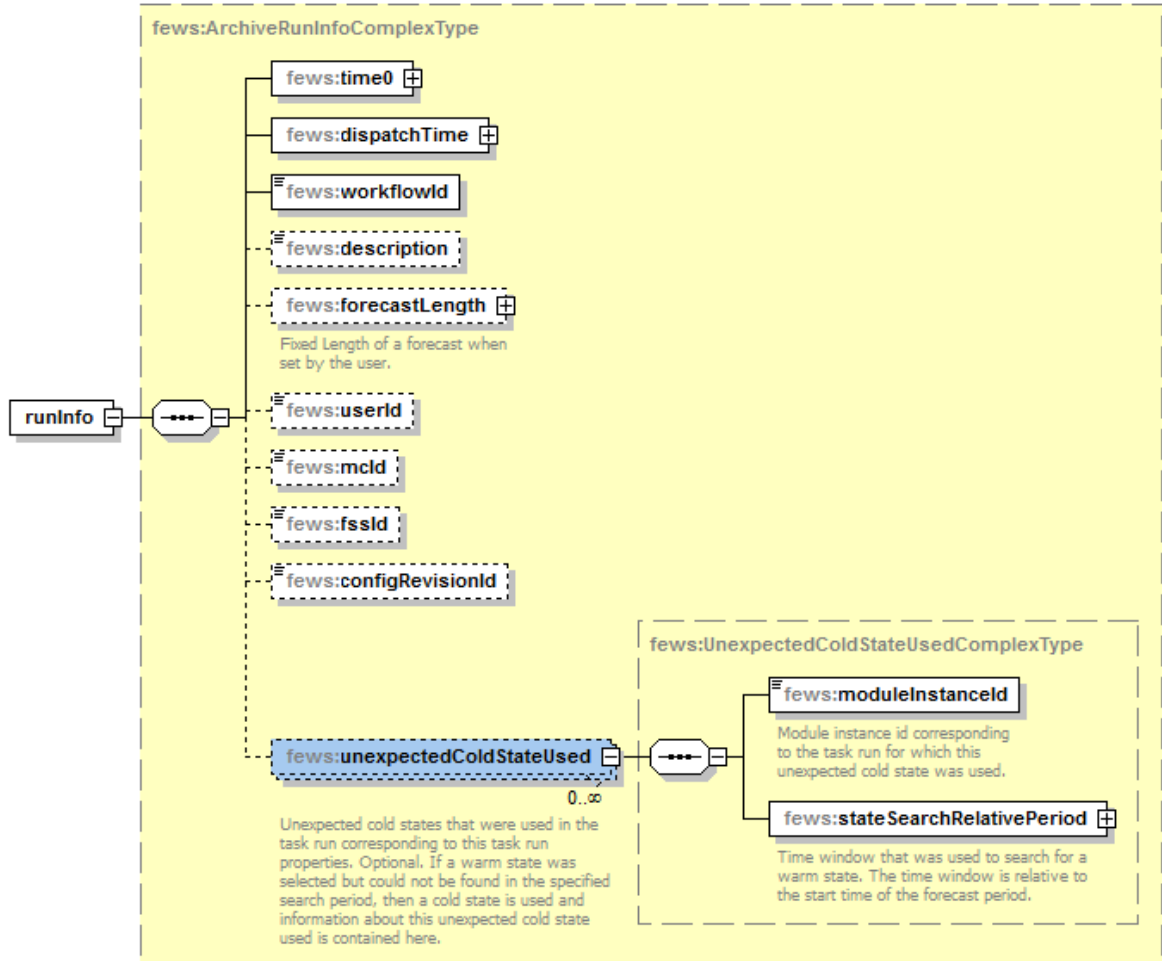 fews:ArchiveRunInfoComplexType
fews:time0
fews:dispatchTime
fews:workflowId
fews:description
fews:forecastLength
Fixed Length of a forecast when
set by the user.
runInfo
fews:userId
fews:mcId
fews:fssId
fews:configRevisionId
fews:UnexpectedColdStateUsedComplexType
fews:moduleInstanceId
Module instance id corresponding
to the task run for which this
unexpected cold state was used.
fews:unexpectedColdStateUsed
0..∞
Unexpected cold states that were used in the
task run corresponding to this task run
properties. Optional. If a warm state was
selected but could not be found in the specified
search period, then a cold state is used and
information about this unexpected cold state
used is contained here.
fews:stateSearchRelativePeriod
Time window that was used to search for a
warm state. The time window is relative to
the start time of the forecast period.